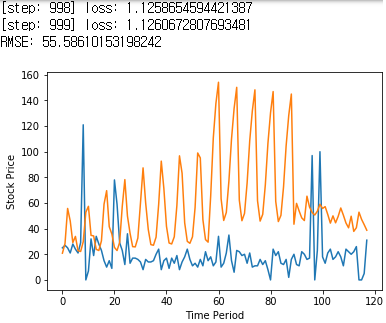 [step: 998] loss: 1.1258654594421387
[step: 999] loss: 1.1260672807693481
RMSE: 55.58610153198242
160
140
120
100
80
60
40
20
0
Stock Price
0 20 40 60 80 100 120
Time Period